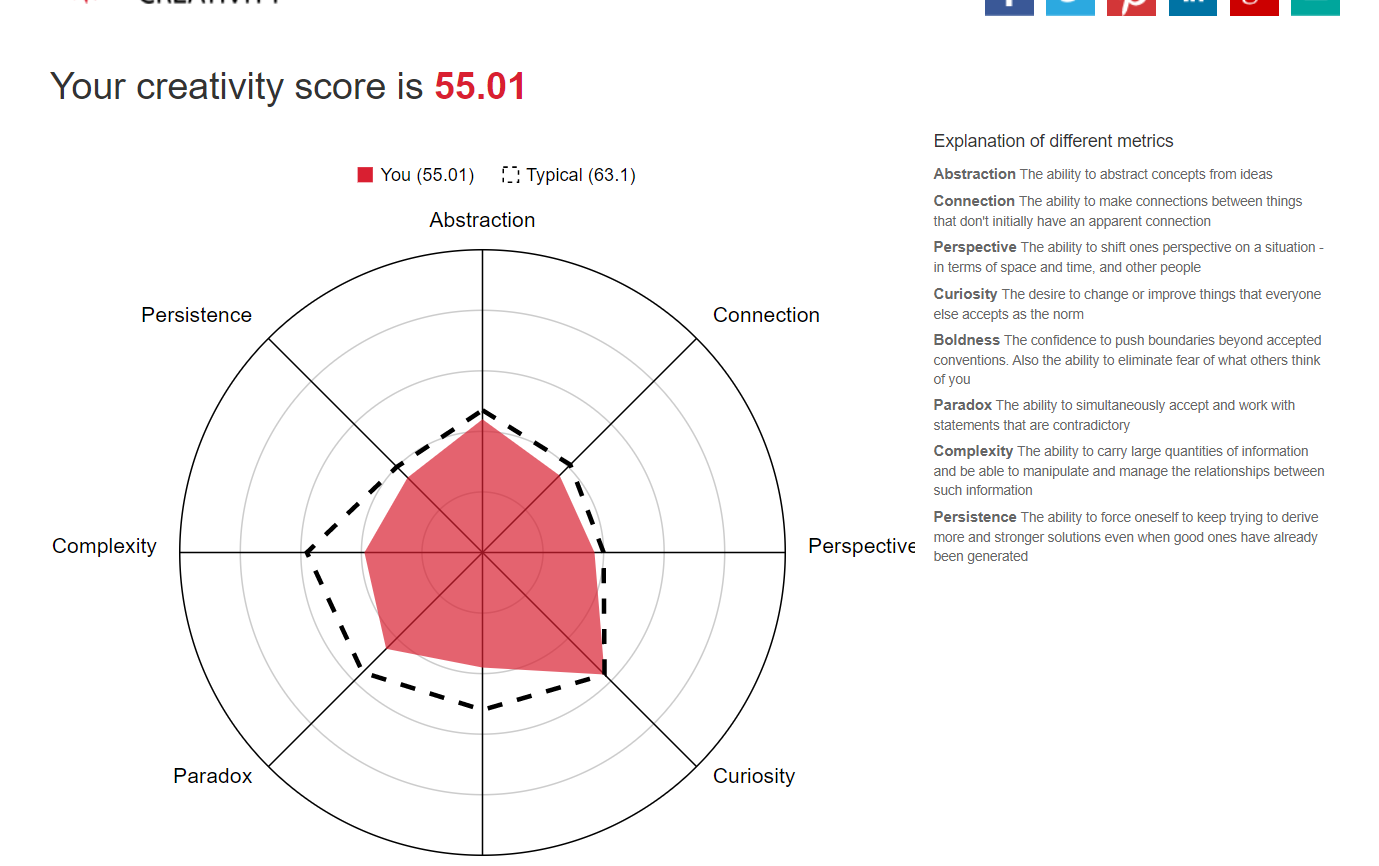 CREATIVITY
Your creativity score is 55.01
You (55.01) Typical (63.1)
Abstraction
Persistence
Connection
Complexity
Perspective
Paradox
Curiosity
Explanation of different metrics
Abstraction The ability to abstract concepts from ideas
Connection The ability to make connections between things
that don't initially have an apparent connection
Perspective The ability to shift ones perspective on a situation -
in terms of space and time, and other people
Curiosity The desire to change or improve things that everyone
else accepts as the norm
Boldness The confidence to push boundaries beyond accepted
conventions. Also the ability to eliminate fear of what others think
of you
Paradox The ability to simultaneously accept and work with
statements that are contradictory
Complexity The ability to carry large quantities of information
and be able to manipulate and manage the relationships between
such information
Persistence The ability to force oneself to keep trying to derive
more and stronger solutions even when good ones have already
been generated